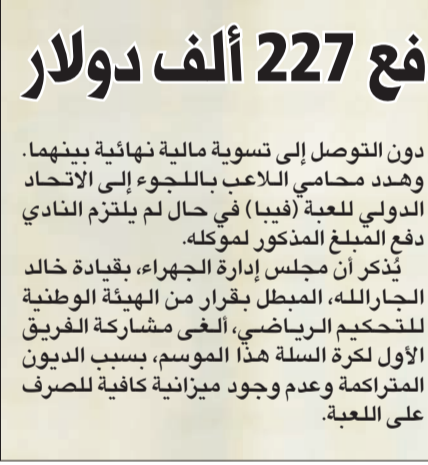 فع 227 ألف دولار
دون التوصل إلى تسوية مالية نهائية بينهما.
وهدد محامي اللاعب باللجوء إلى الاتحاد
الدولي للعبة (فيبا) في حال لم يلتزم النادي
دفع المبلغ المذكور لموكله.
يُذكر أن مجلس إدارة الجهراء، بقيادة خالد
الجارالله، المبطل بقرار من الهيئة الوطنية
للتحكيم الرياضي، ألغى مشاركة الفريق
الأول لكرة السلة هذا الموسم، بسبب الديون
المتراكمة وعدم وجود ميزانية كافية للصرف
على اللعبة.